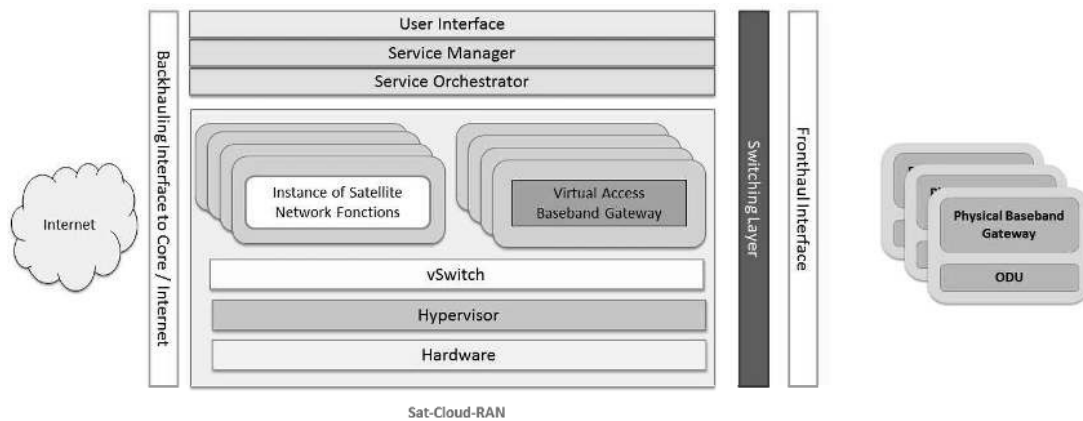 User Interface
Service Manager
Service Orchestrator
Backhauling Interface to Core / Internet
Internet
Instance of Satellite
Network Fonctions
Virtual Access
Baseband Gateway
vSwitch
Hypervisor
Hardware
Switching Layer
Fronthaul Interface
Physical Baseband
Gateway
ODU
Sat-Cloud-RAN